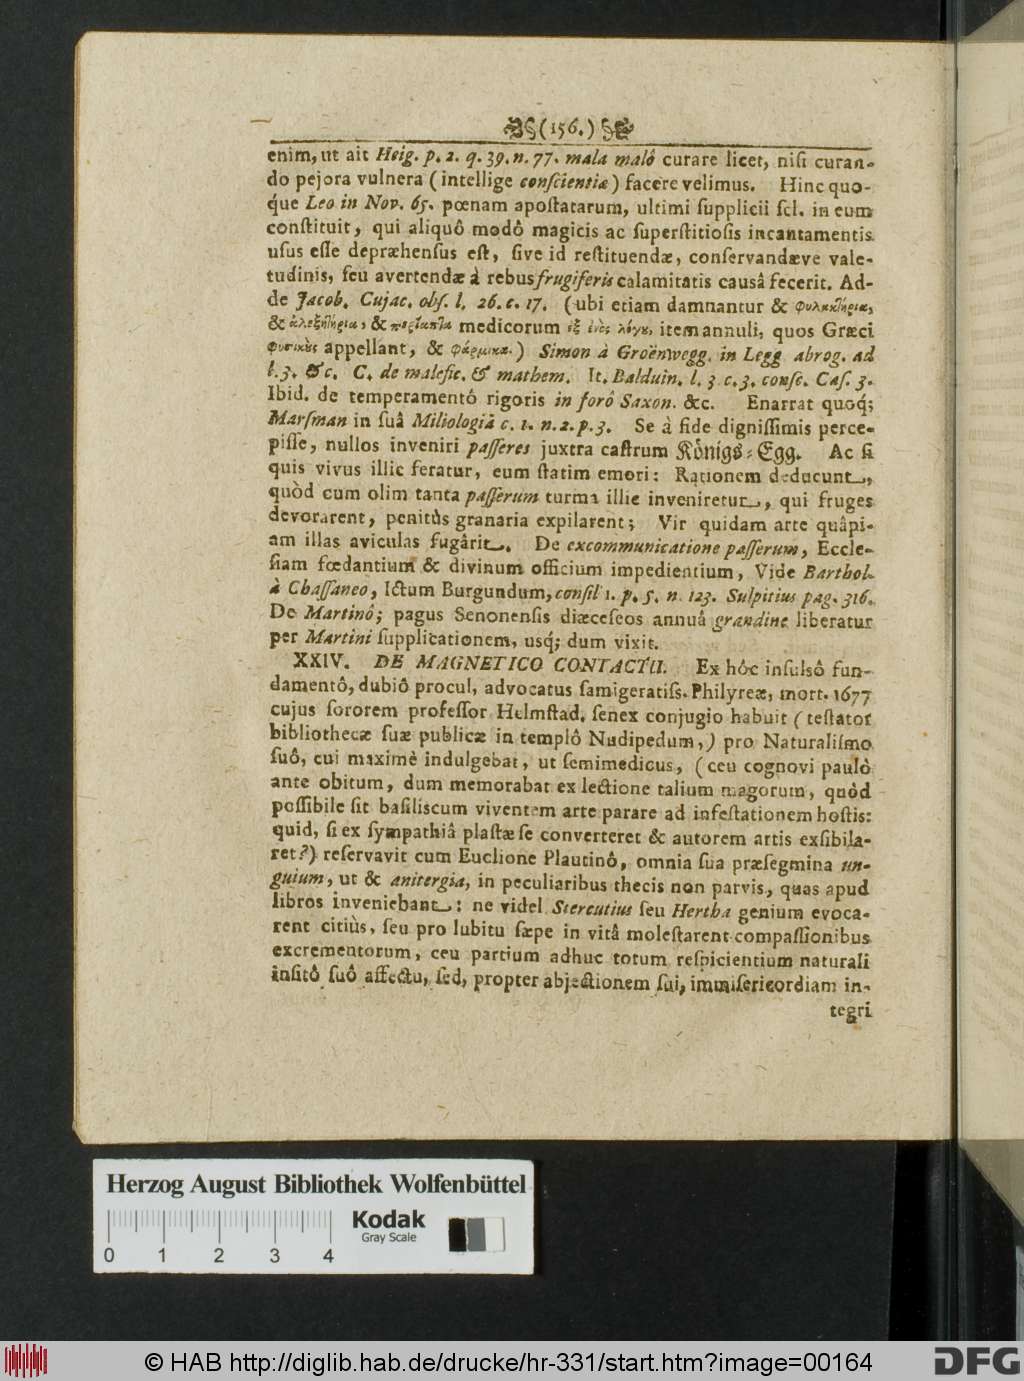 (156.)
enim, ut ait Heig. p. 2. q. 39. n. 77. mala malô curare licet, niſi curan-
do pejora vulnera (intellige conſcientiæ) facere velimus. Hinc quo-
que Leo in Nov. 65. pœnam apoſtatarum, ultimi ſupplicii ſcl. in eum
conſtituit, qui aliquô modô magicis ac ſuperſtitioſis incantamentis
uſus eſſe depræhenſus eſt, ſive id reſtituendæ, conſervandæve vale-
tudinis, ſeu avertendæ à rebus frugiferis calamitatis cauſâ fecerit. Ad-
de Jacob. Cujac. obſ. l. 26. c. 17. (ubi etiam damnantur & φυλακτήρια,
& ἀλεξητήρια, & medicorum ἐξ ἑνὸς λόγου, item annuli, quos Græci
φυσικὺς appellant, & φάρμακα.) Simon à Groënwegg. in Legg abrog. ad
l. 3. &c. C. de malefic. & mathem. It. Balduin. l. 3 c. 3. conſc. Caſ. 3.
Ibid. de temperamentô rigoris in forô Saxon. &c. Enarrat quoq́;
Marſman in ſuâ Miliologiâ c. 1. n. 2. p. 3. Se à fide digniſſimis perce-
piſſe, nullos inveniri paſſeres juxtra caſtrum Königs-Egg. Ac ſi
quis vivus illic feratur, eum ſtatim emori: Rationem deducunt,
quòd cum olim tanta paſſerum turma illic inveniretur, qui fruges
devorarent, penitùs granaria expilarent; Vir quidam arte quâpi-
am illas aviculas fugârit. De excommunicatione paſſerum, Eccle-
ſiam fœdantium & divinum officium impedientium, Vide Barthol.
à Chaſſaneo, Ictum Burgundum, conſil 1. p. 5. n. 123. Sulpitius pag. 316.
De Martinô; pagus Senonenſis diæceſeos annuâ grandine liberatur
per Martini ſupplicationem, usq; dum vixit.
XXIV. DE MAGNETICO CONTACTU. Ex hôc inſulſô fun-
damentô, dubiô procul, advocatus famigeratiſs. Philyreæ, mort. 1677
cujus ſororem profeſſor Helmſtad. ſenex conjugio habuit (teſtator
bibliothecæ ſuæ publicæ in templô Nudipedum,) pro Naturaliſmo
ſuô, cui maximè indulgebat, ut ſemimedicus, (ceu cognovi paulò
ante obitum, dum memorabat ex lectione talium magorum, quòd
poſſibile ſit baſiliscum viventem arte parare ad infeſtationem hoſtis:
quid, ſi ex ſympathiâ plaſtæ ſe converteret & autorem artis exſibila-
ret?) reſervavit cum Euclione Plautinô, omnia ſua præſegmina un-
guium, ut & anitergia, in peculiaribus thecis non parvis, quas apud
libros inveniebant: ne videl. Stercutius ſeu Hertha genium evoca-
rent citiùs, ſeu pro lubitu ſæpe in vitâ moleſtarent compaſſionibus
excrementorum, ceu partium adhuc totum reſpicientium naturali
inſitô ſuô affectu, ſed, propter abjectionem ſui, immiſericordiam in-
tegri
Herzog August Bibliothek Wolfenbüttel
Kodak
Gray Scale
0 1 2 3 4
© HAB http://diglib.hab.de/drucke/hr-331/start.htm?image=00164
DFG